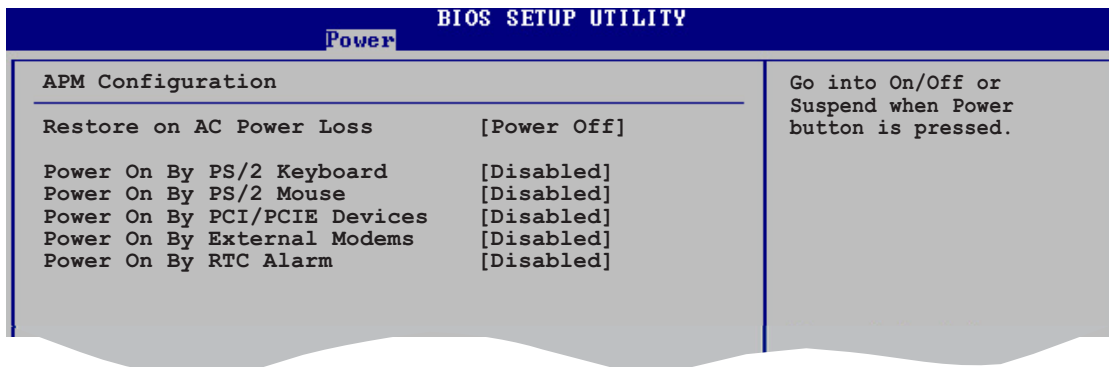 BIOS SETUP UTILITY
Power
APM Configuration
Restore on AC Power Loss [Power Off]
Power On By PS/2 Keyboard [Disabled]
Power On By PS/2 Mouse [Disabled]
Power On By PCI/PCIE Devices [Disabled]
Power On By External Modems [Disabled]
Power On By RTC Alarm [Disabled]
Go into On/Off or
Suspend when Power
button is pressed.